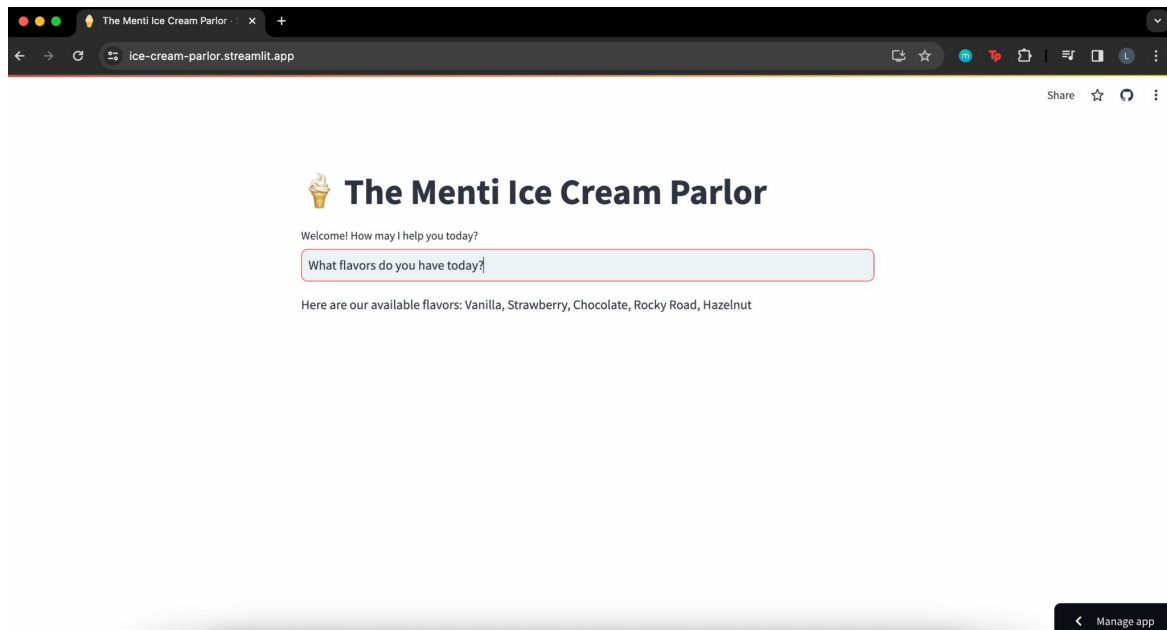 The Menti Ice Cream Parlor ·
ice-cream-parlor.streamlit.app
Tp
L
Share
The Menti Ice Cream Parlor
Welcome! How may I help you today?
What flavors do you have today?
Here are our available flavors: Vanilla, Strawberry, Chocolate, Rocky Road, Hazelnut
Manage app